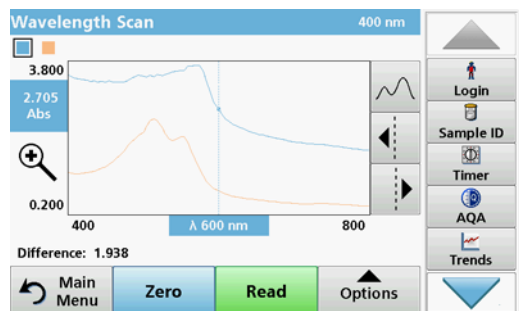 Wavelength Scan 400 nm
3.800
2.705
Abs
0.200
400 λ 600 nm 800
Difference: 1.938
Main
Menu
Zero
Read
Options
Login
Sample ID
Timer
AQA
Trends